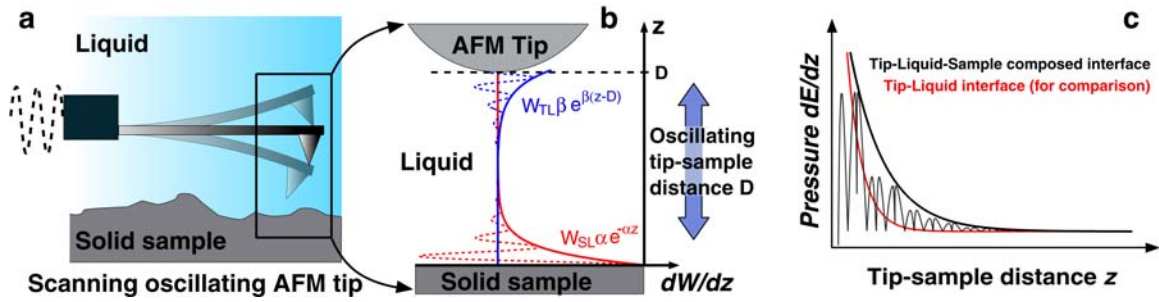 a
Liquid
Solid sample
Scanning oscillating AFM tip
b
z
AFM Tip
D
W_TL β e^β(z-D)
Liquid
Oscillating
tip-sample
distance D
W_SL α e^-αz
Solid sample
dW/dz
c
Pressure dE/dz
Tip-Liquid-Sample composed interface
Tip-Liquid interface (for comparison)
Tip-sample distance z